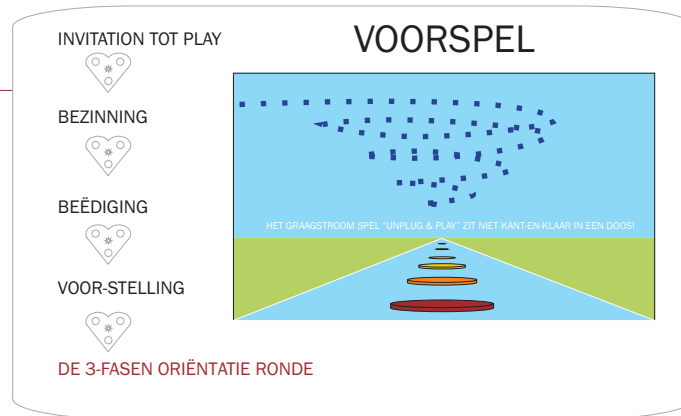 INVITATION TOT PLAY
VOORSPEL
BEZINNING
BEËDIGING
HET GRAAGSTROOM SPEL “UNPLUG & PLAY” ZIT NIET KANT-EN-KLAAR IN EEN DOOS!
VOOR-STELLING
DE 3-FASEN ORIËNTATIE RONDE